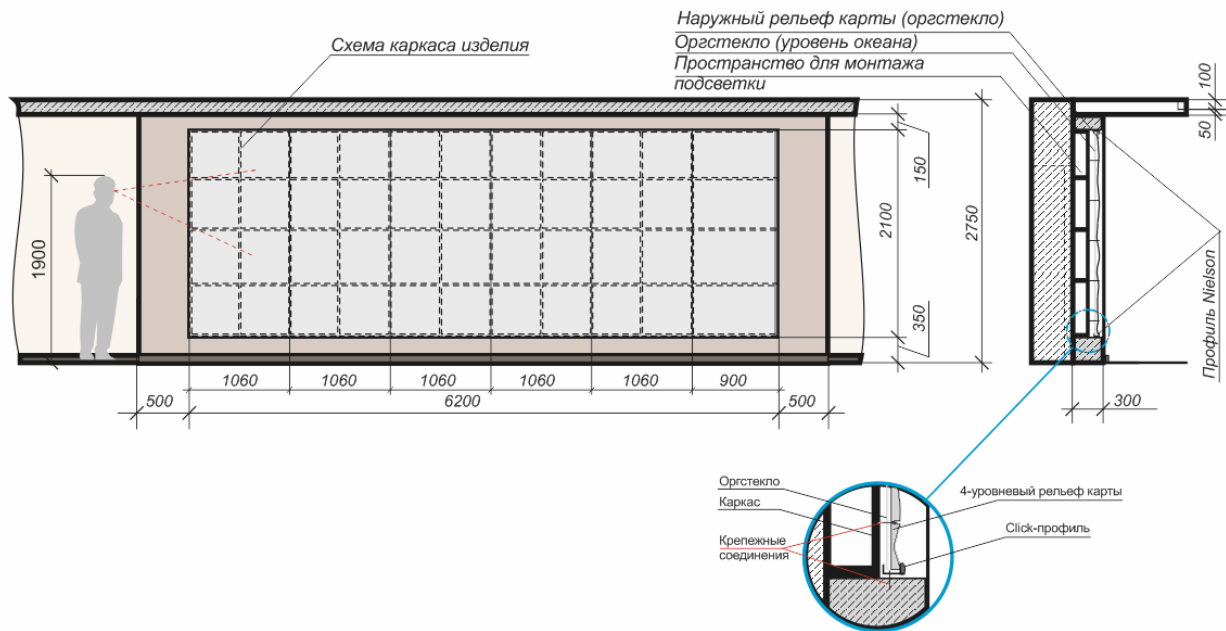 Схема каркаса изделия
Наружный рельеф карты (оргстекло)
Оргстекло (уровень океана)
Пространство для монтажа
подсветки
100
50
150
2100
2750
350
1900
Профиль Nielson
1060
1060
1060
1060
1060
900
500
6200
500
300
Оргстекло
Каркас
Крепежные
соединения
4-уровневый рельеф карты
Click-профиль